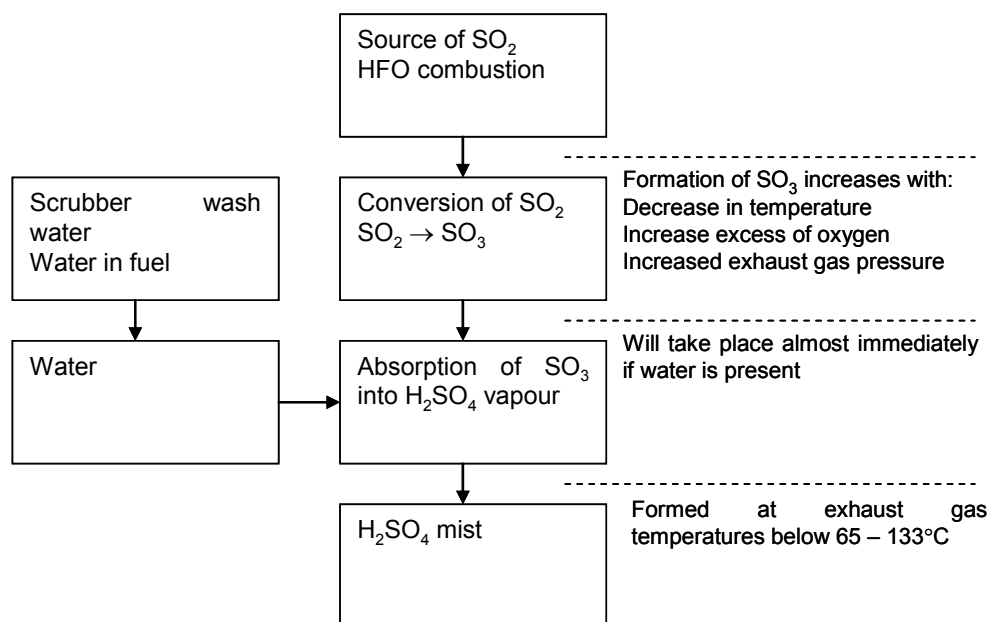 Source of SO₂
HFO combustion
Formation of SO₃ increases with:
Decrease in temperature
Increase excess of oxygen
Increased exhaust gas pressure
Scrubber wash
water
Water in fuel
Conversion of SO₂
SO₂ → SO₃
Will take place almost immediately
if water is present
Water
Absorption of SO₃
into H₂SO₄ vapour
Formed at exhaust gas
temperatures below 65 – 133°C
H₂SO₄ mist